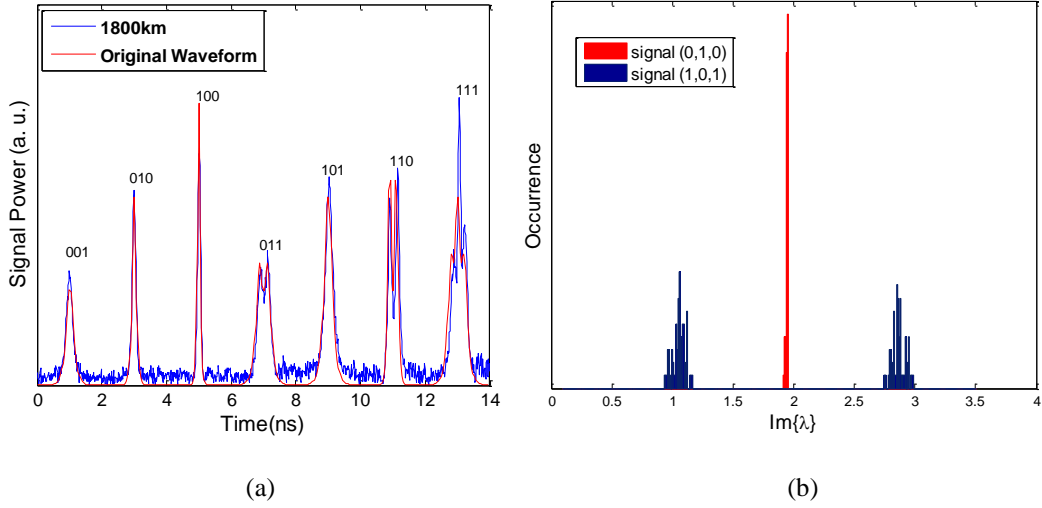 1800km
Original Waveform
001
010
100
011
101
110
111
Signal Power (a. u.)
0 2 4 6 8 10 12 14
Time(ns)
(a)
signal (0,1,0)
signal (1,0,1)
Occurrence
0 0.5 1 1.5 2 2.5 3 3.5 4
Im{λ}
(b)